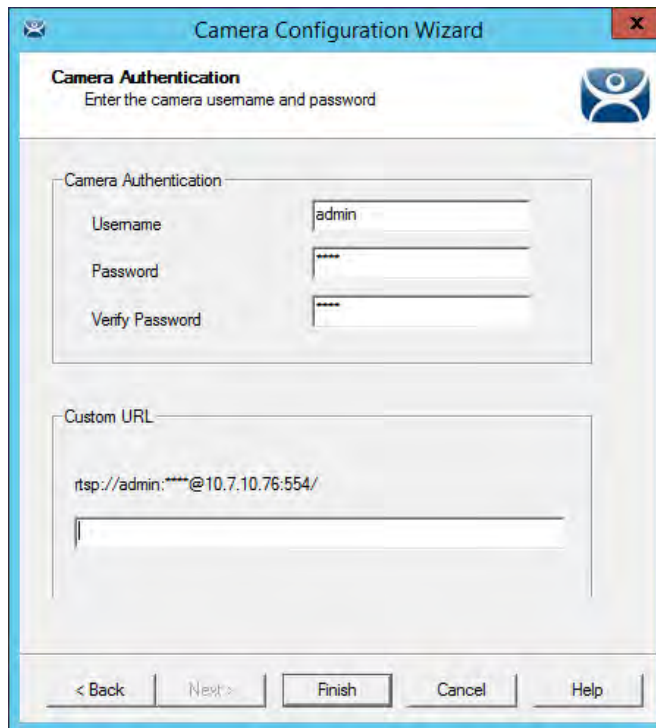 Camera Configuration Wizard
x
Camera Authentication
Enter the camera username and password
Camera Authentication
Username
admin
Password
****
Verify Password
****
Custom URL
rtsp://admin:****@10.7.10.76:554/
< Back
Next >
Finish
Cancel
Help